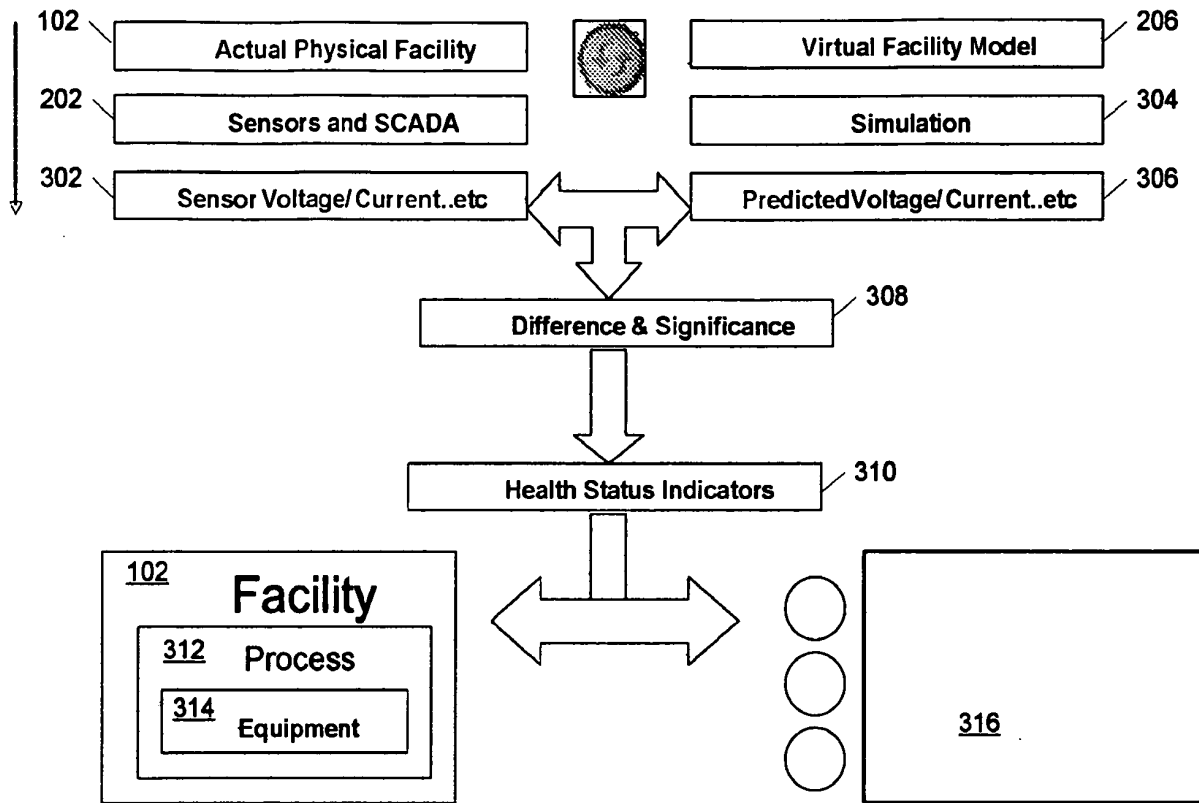 102 Actual Physical Facility
Virtual Facility Model 206
202 Sensors and SCADA
Simulation 304
302 Sensor Voltage/ Current..etc
PredictedVoltage/ Current..etc 306
Difference & Significance 308
Health Status Indicators 310
102
Facility
312 Process
314 Equipment
316